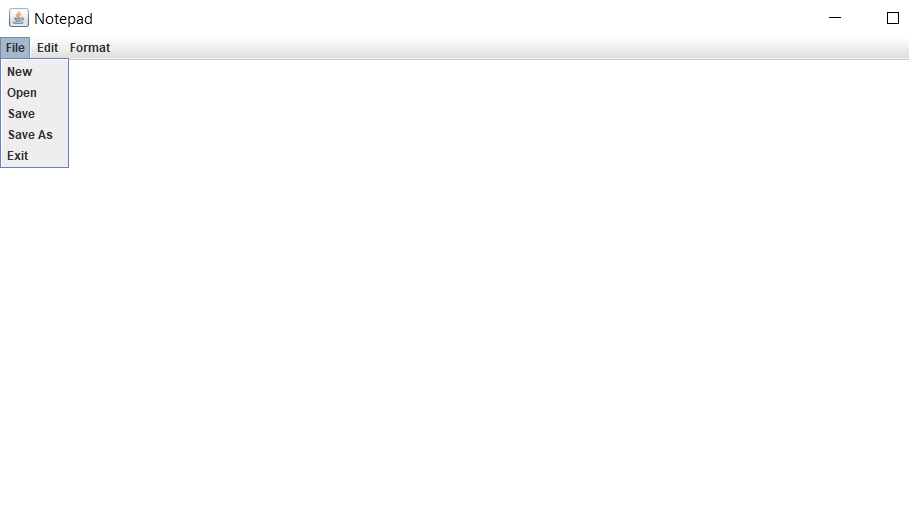 Notepad
File Edit Format
New
Open
Save
Save As
Exit